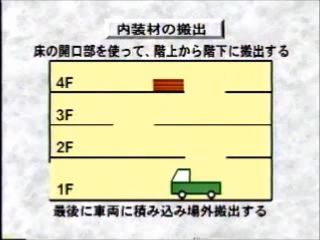 内装材の搬出
床の開口部を使って、階上から階下に搬出する
4F
3F
2F
1F
最後に車両に積み込み場外搬出する